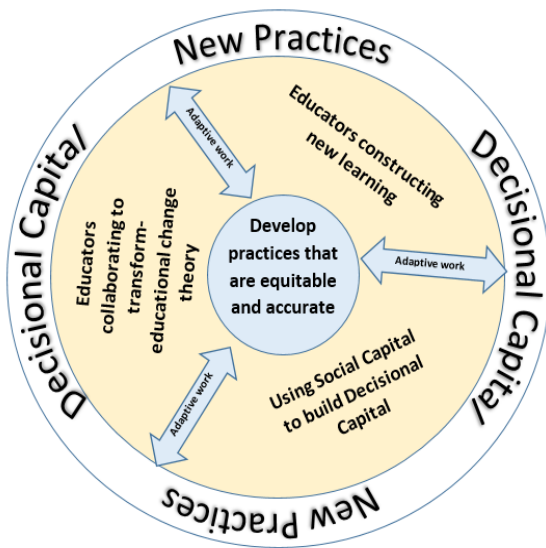 New Practices
Decisional Capital
Decisional Capital
New Practices
Educators constructing
new learning
Educators
collaborating to
transform-
educational change
theory
Using Social Capital
to build Decisional
Capital
Adaptive work
Adaptive work
Adaptive work
Develop
practices that
are equitable
and accurate